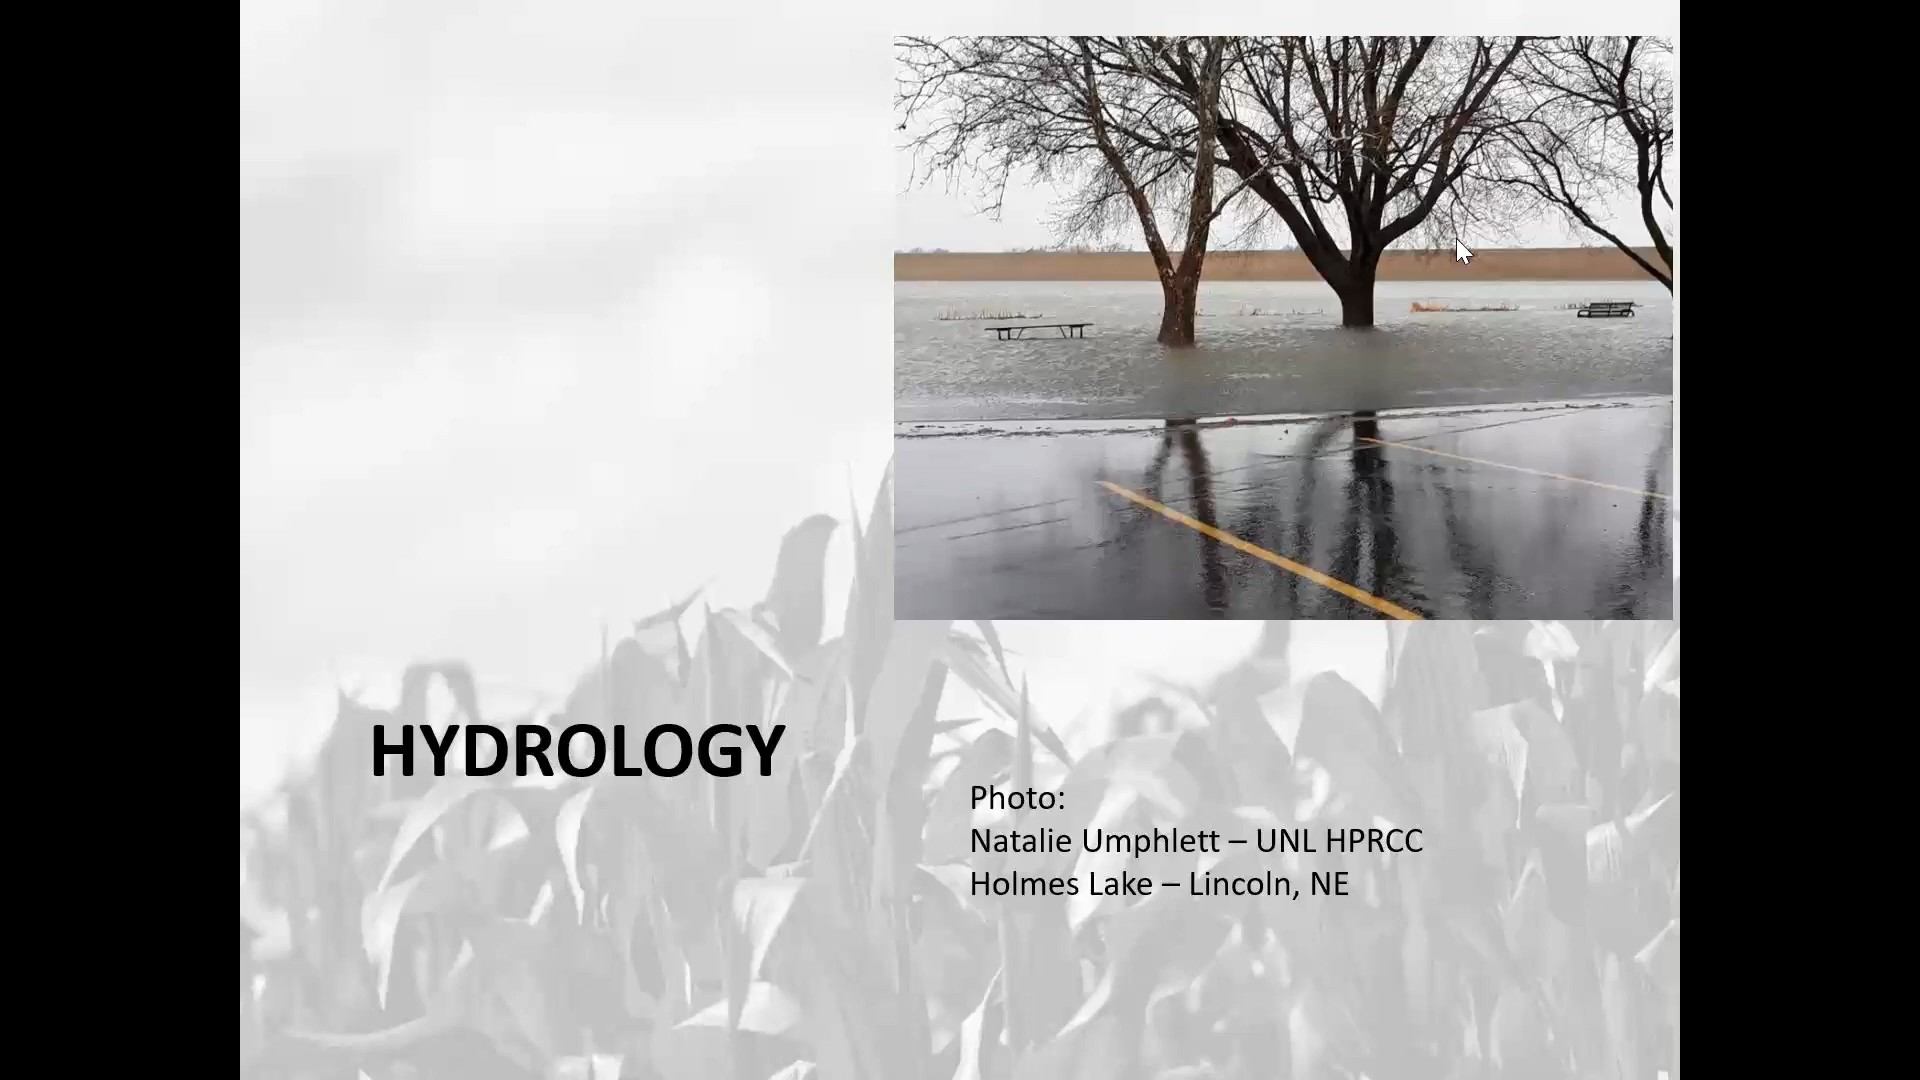 HYDROLOGY
Photo:
Natalie Umphlett – UNL HPRCC
Holmes Lake – Lincoln, NE